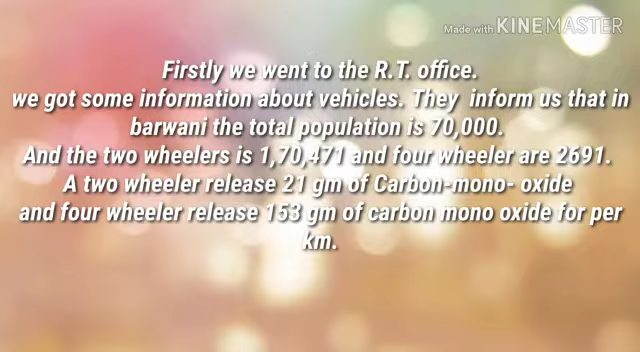 Made with KINEMASTER
Firstly we went to the R.T. office.
we got some information about vehicles. They inform us that in
barwani the total population is 70,000.
And the two wheelers is 1,70,471 and four wheeler are 2691.
A two wheeler release 21 gm of Carbon-mono- oxide
and four wheeler release 153 gm of carbon mono oxide for per
km.